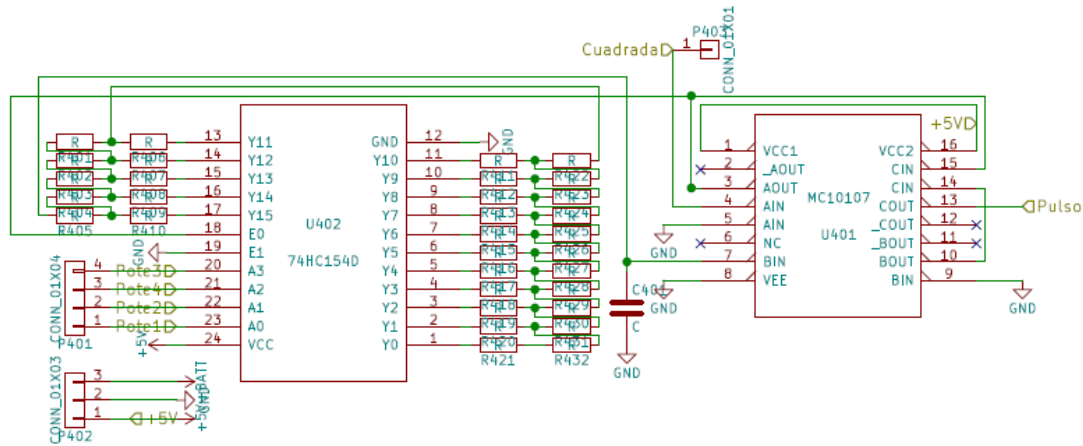 P403
Cuadrada
1
CONN_01X01
R
R
13
Y11
GND
12
R401
R406
14
Y12
Y10
11
R
R
R402
R407
15
Y13
Y9
10
R411
R422
R403
R408
16
Y14
Y8
9
R412
R423
R404
R409
17
Y15
Y7
8
R413
R424
R405
R410
18
E0
Y6
7
R414
R425
GND
19
E1
Y5
6
R415
R426
Pote3
20
A3
Y4
5
R416
R427
Pote4
21
A2
Y3
4
R417
R428
Pote2
22
A1
Y2
3
R418
R429
Pote1
23
A0
Y1
2
R419
R430
+5V
24
VCC
Y0
1
R420
R431
R421
R432
U402
74HC154D
GND
4
3
2
1
CONN_01X04
P401
3
2
1
CONN_01X03
P402
+BATT
GND
+5V
+5V
C401
C
GND
+5V
1
VCC1
VCC2
16
2
_AOUT
CIN
15
3
AOUT
CIN
14
4
AIN
COUT
13
Pulso
5
AIN
_COUT
12
6
NC
_BOUT
11
7
BIN
BOUT
10
8
VEE
BIN
9
MC10107
U401
GND
GND
GND